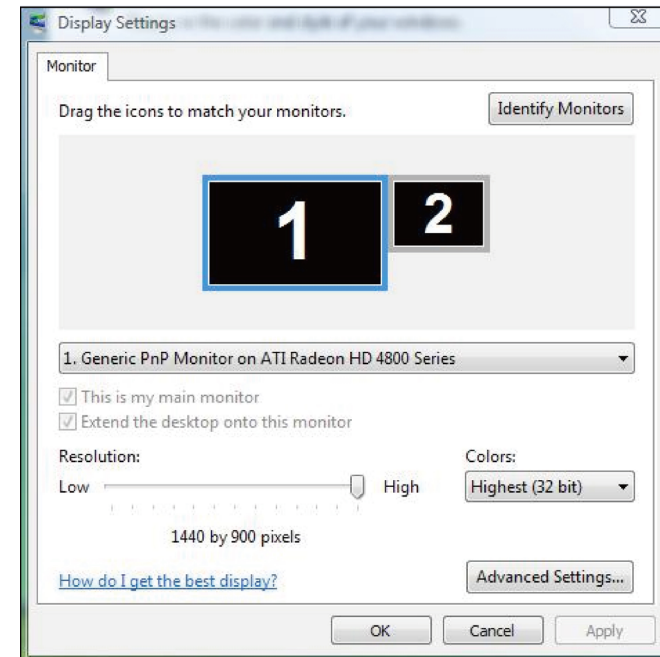 Display Settings
Monitor
Drag the icons to match your monitors.
Identify Monitors
1
2
1. Generic PnP Monitor on ATI Radeon HD 4800 Series
This is my main monitor
Extend the desktop onto this monitor
Resolution:
Colors:
Low
High
Highest (32 bit)
1440 by 900 pixels
How do I get the best display?
Advanced Settings...
OK
Cancel
Apply